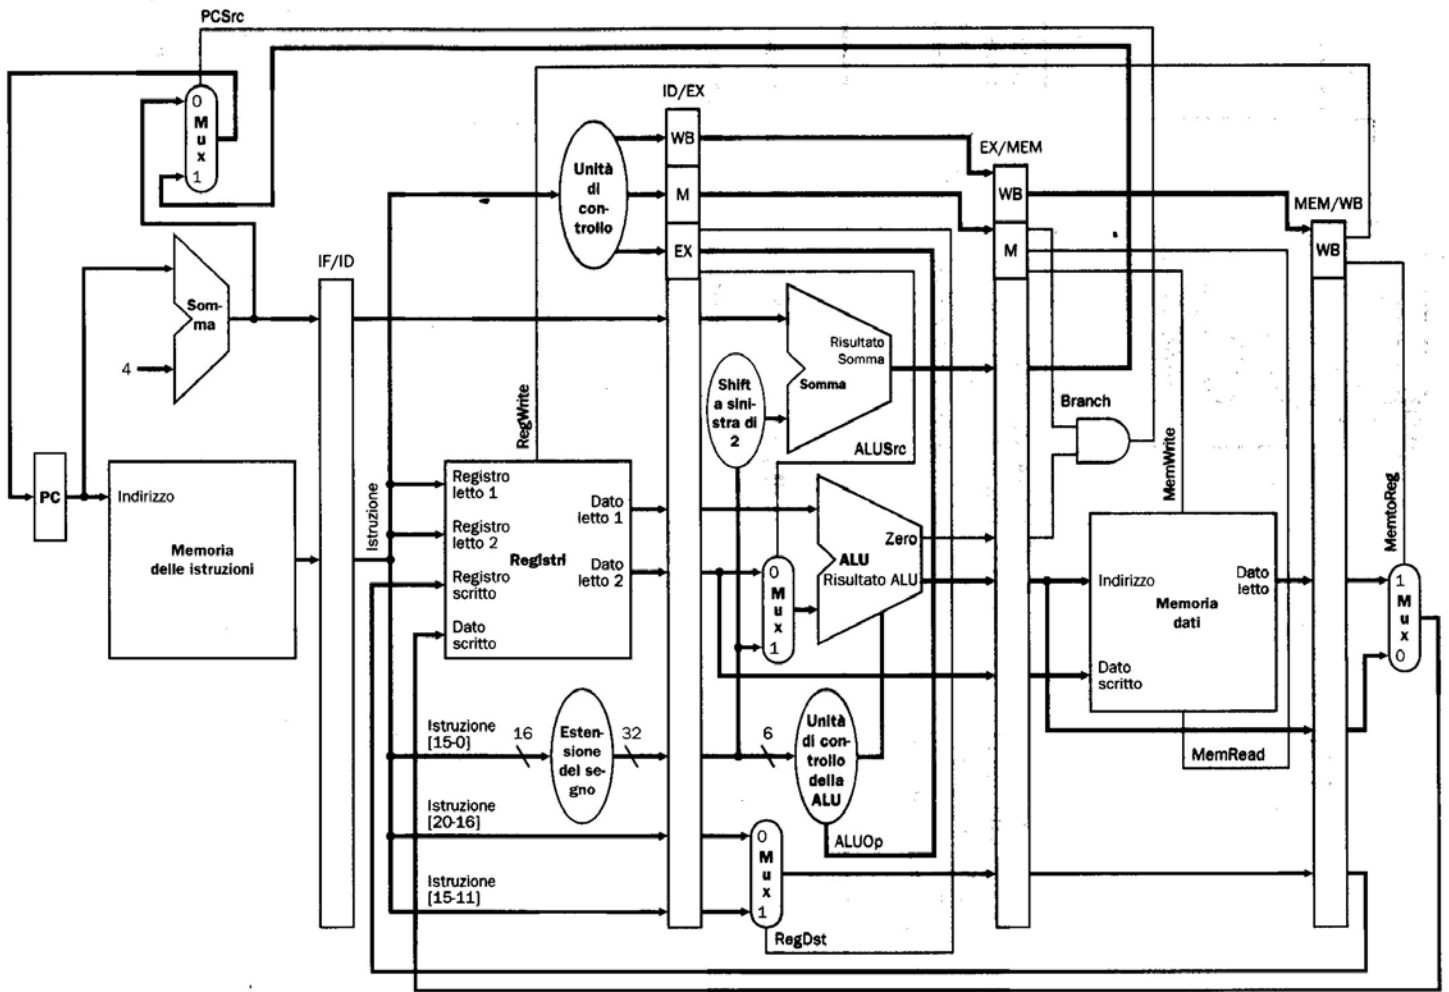 PCSrc
0
M
u
x
1
ID/EX
WB
M
EX
Unità
di
con-
trollo
EX/MEM
WB
M
MEM/WB
WB
IF/ID
Som-
ma
4
PC
Indirizzo
Memoria
delle istruzioni
Istruzione
RegWrite
Registro
letto 1
Registro
letto 2
Registro
scritto
Dato
scritto
Registri
Dato
letto 1
Dato
letto 2
Shift
a sini-
stra di
2
Risultato
Somma
Somma
ALUSrc
0
M
u
x
1
Zero
ALU
Risultato ALU
Branch
MemWrite
Indirizzo
Dato
letto
Memoria
dati
Dato
scritto
MemRead
MemtoReg
1
M
u
x
0
Istruzione
[15-0]
16
Esten-
sione
del se-
gno
32
6
Unità
di con-
trollo
della
ALU
ALUOp
Istruzione
[20-16]
Istruzione
[15-11]
0
M
u
x
1
RegDst